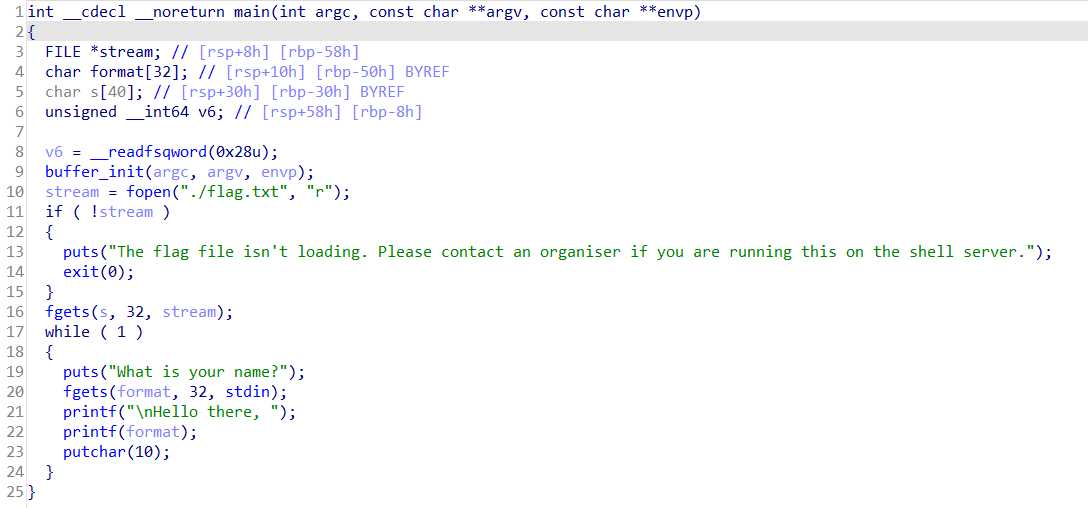 1 int __cdecl __noreturn main(int argc, const char **argv, const char **envp)
2 {
3   FILE *stream; // [rsp+8h] [rbp-58h]
4   char format[32]; // [rsp+10h] [rbp-50h] BYREF
5   char s[40]; // [rsp+30h] [rbp-30h] BYREF
6   unsigned __int64 v6; // [rsp+58h] [rbp-8h]
7
8   v6 = __readfsqword(0x28u);
9   buffer_init(argc, argv, envp);
10   stream = fopen("./flag.txt", "r");
11   if ( !stream )
12   {
13     puts("The flag file isn't loading. Please contact an organiser if you are running this on the shell server.");
14     exit(0);
15   }
16   fgets(s, 32, stream);
17   while ( 1 )
18   {
19     puts("What is your name?");
20     fgets(format, 32, stdin);
21     printf("\nHello there, ");
22     printf(format);
23     putchar(10);
24   }
25 }